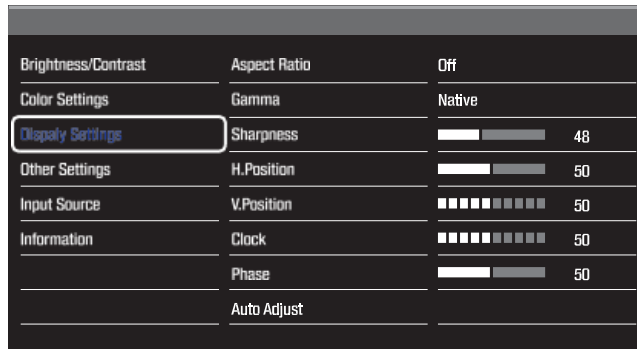 Brightness/Contrast Aspect Ratio Off
Color Settings Gamma Native
Dispaly Settings Sharpness 48
Other Settings H.Position 50
Input Source V.Position 50
Information Clock 50
Phase 50
Auto Adjust